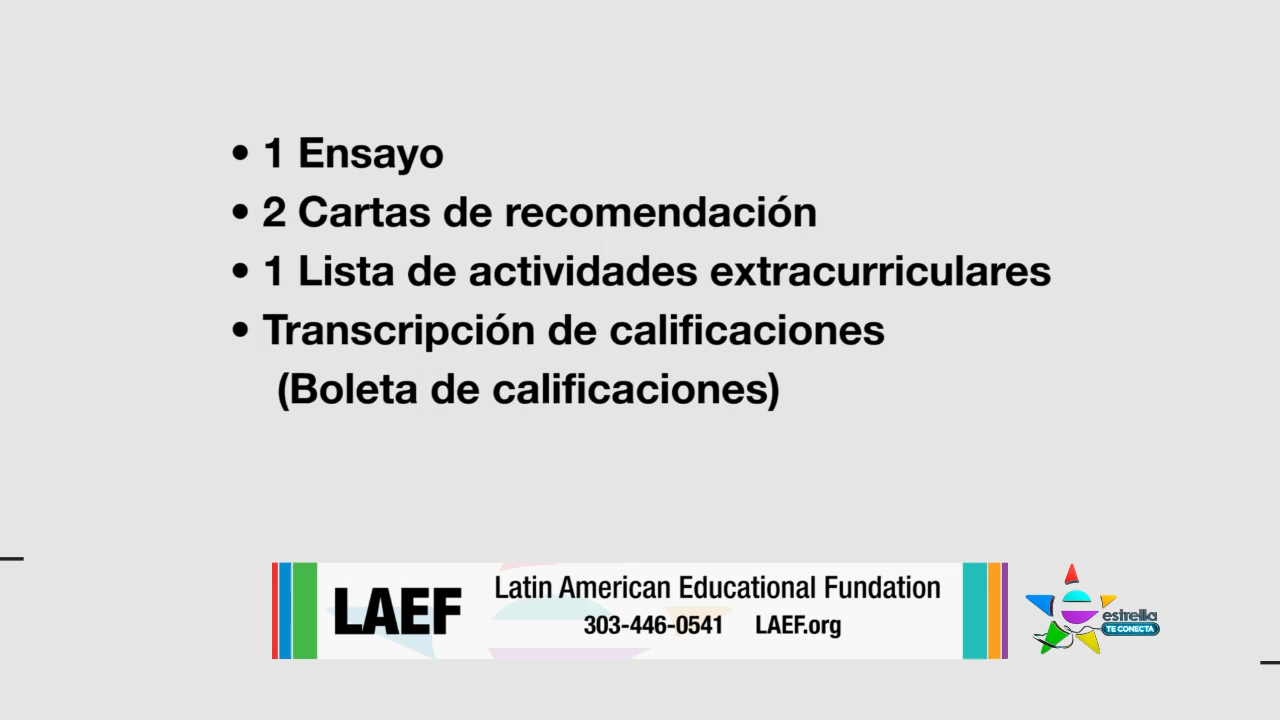 • 1 Ensayo
• 2 Cartas de recomendación
• 1 Lista de actividades extracurriculares
• Transcripción de calificaciones
(Boleta de calificaciones)
LAEF
Latin American Educational Fundation
303-446-0541 LAEF.org
estrella
TE CONECTA